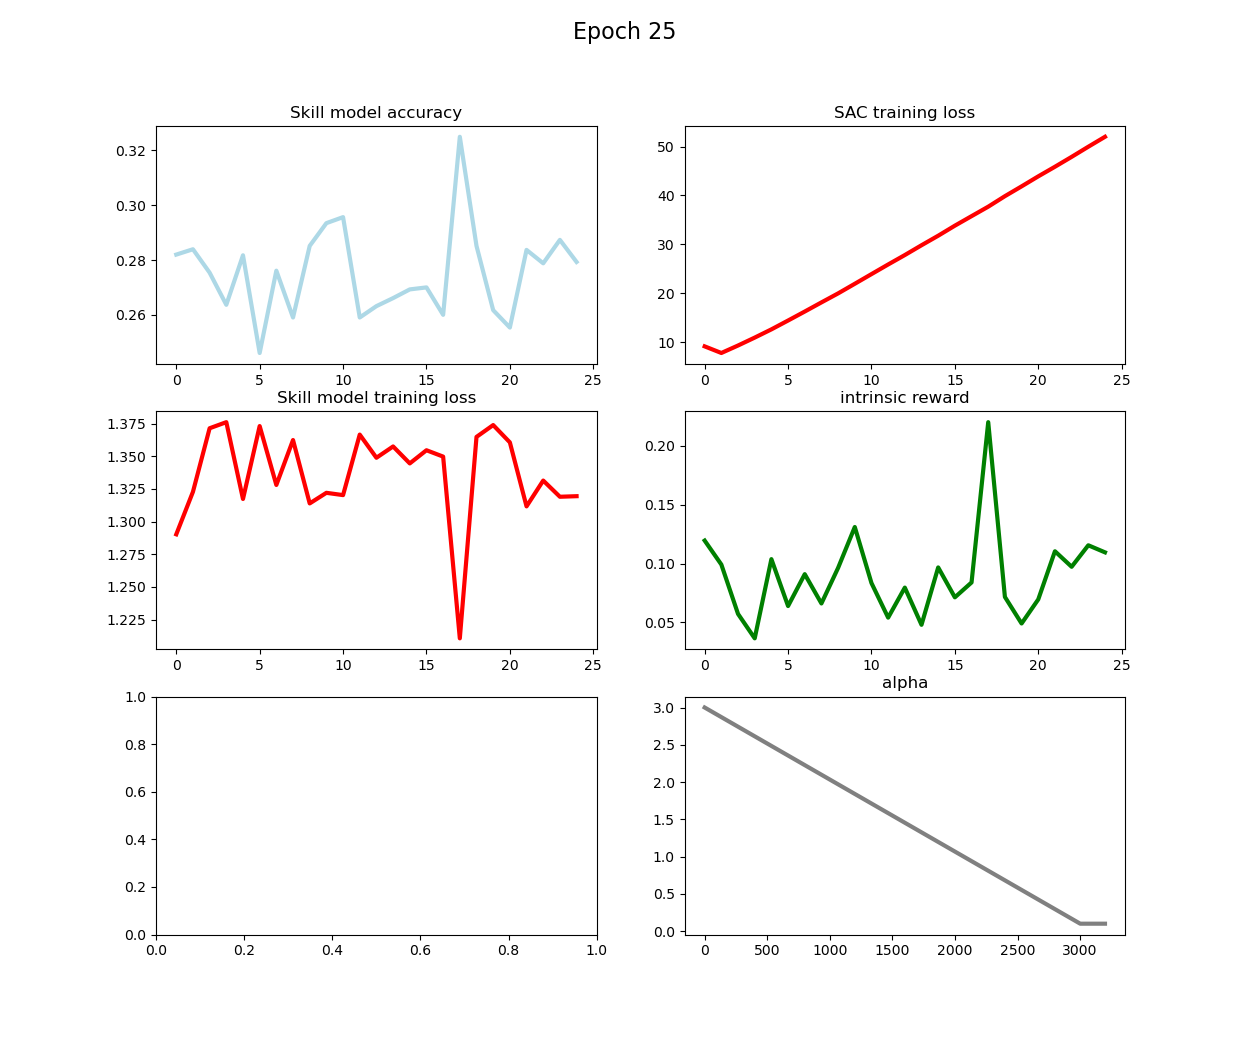 Epoch 25
Skill model accuracy
0.32
0.30
0.28
0.26
0 5 10 15 20 25
SAC training loss
50
40
30
20
10
0 5 10 15 20 25
Skill model training loss
1.375
1.350
1.325
1.300
1.275
1.250
1.225
0 5 10 15 20 25
intrinsic reward
0.20
0.15
0.10
0.05
0 5 10 15 20 25
1.0
0.8
0.6
0.4
0.2
0.0
0.0 0.2 0.4 0.6 0.8 1.0
alpha
3.0
2.5
2.0
1.5
1.0
0.5
0.0
0 500 1000 1500 2000 2500 3000